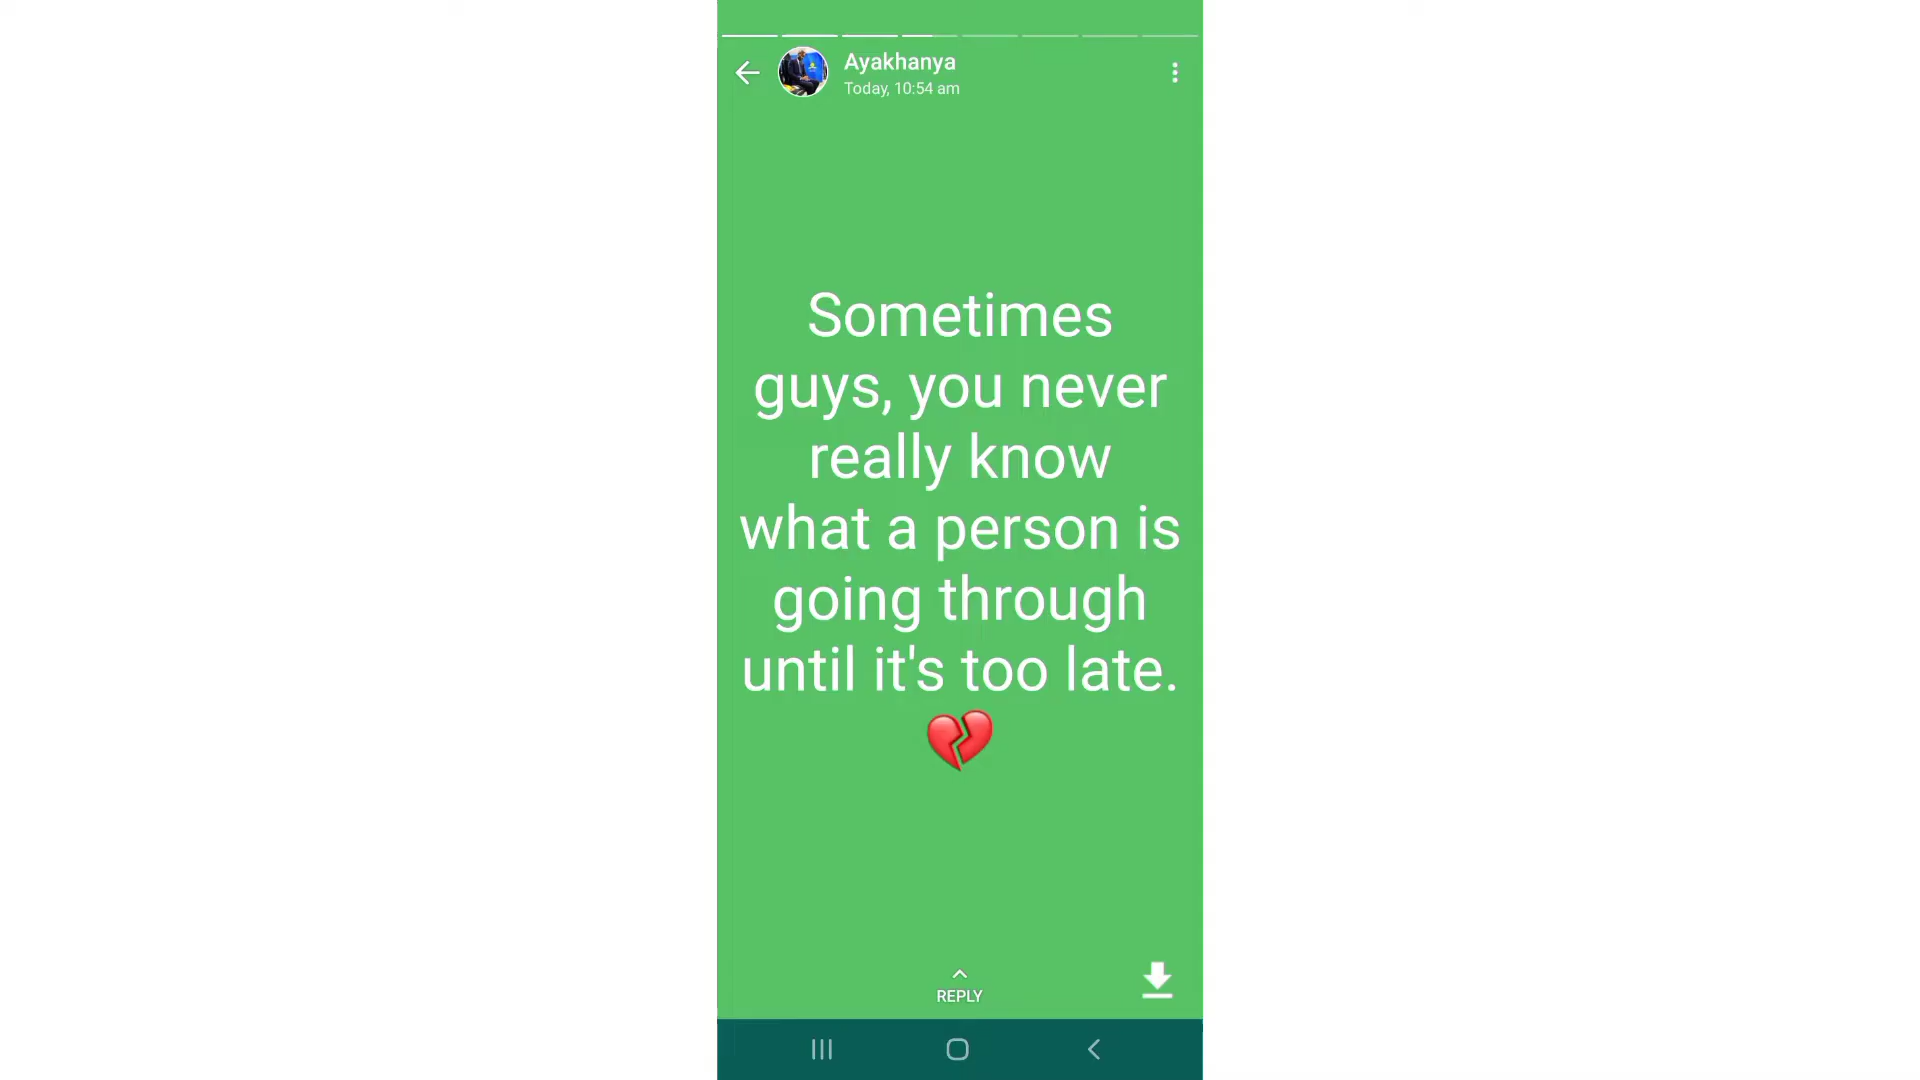 Ayakhanya
Today, 10:54 am
Sometimes
guys, you never
really know
what a person is
going through
until it's too late.
💔
REPLY